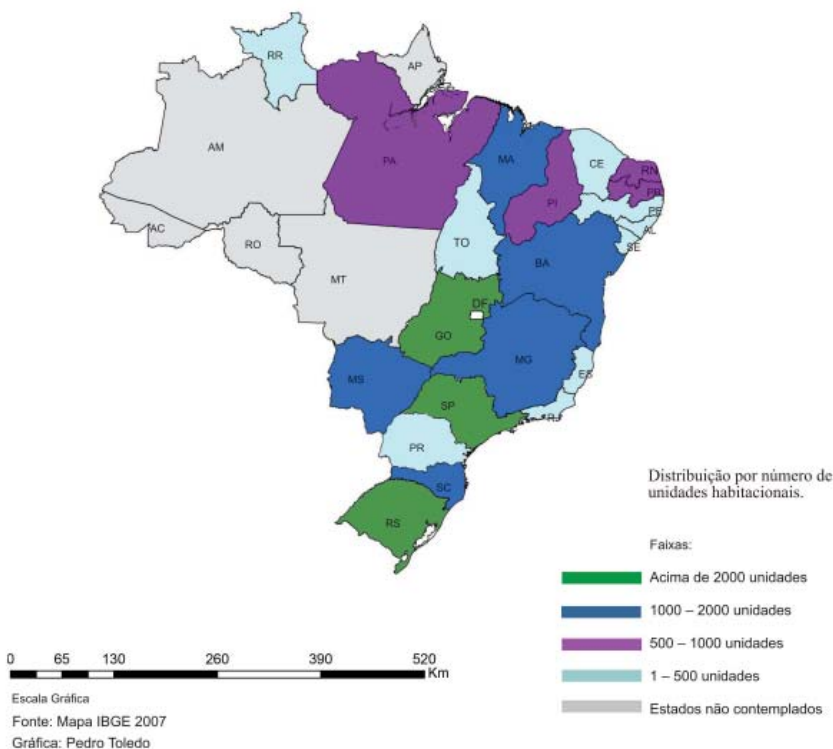 RR
AP
AM
PA
MA
CE
RN
PB
PI
PE
AL
SE
AC
RO
TO
BA
MT
DF
GO
MG
MS
ES
SP
RJ
PR
SC
RS
Distribuição por número de
unidades habitacionais.
Faixas:
Acima de 2000 unidades
1000 – 2000 unidades
500 – 1000 unidades
1 – 500 unidades
Estados não contemplados
0 65 130 260 390 520
Km
Escala Gráfica
Fonte: Mapa IBGE 2007
Gráfica: Pedro Toledo